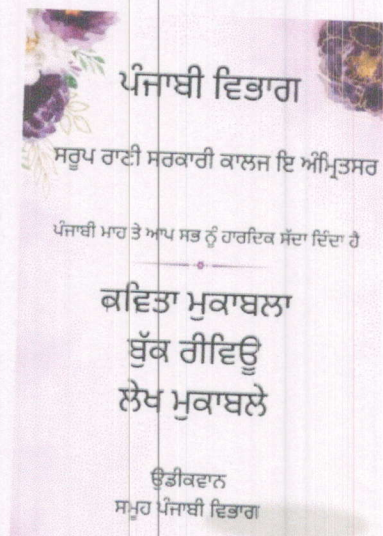 ਪੰਜਾਬੀ ਵਿਭਾਗ
ਸਰੂਪ ਰਾਣੀ ਸਰਕਾਰੀ ਕਾਲਜ ਇ ਅੰਮ੍ਰਿਤਸਰ
ਪੰਜਾਬੀ ਮਾਹ ਤੇ ਆਪ ਸਭ ਨੂੰ ਹਾਰਦਿਕ ਸੱਦਾ ਦਿੰਦਾ ਹੈ
ਕਵਿਤਾ ਮੁਕਾਬਲਾ
ਬੁੱਕ ਰੀਵਿਊ
ਲੇਖ ਮੁਕਾਬਲੇ
ਉਡੀਕਵਾਨ
ਸਮੂਹ ਪੰਜਾਬੀ ਵਿਭਾਗ